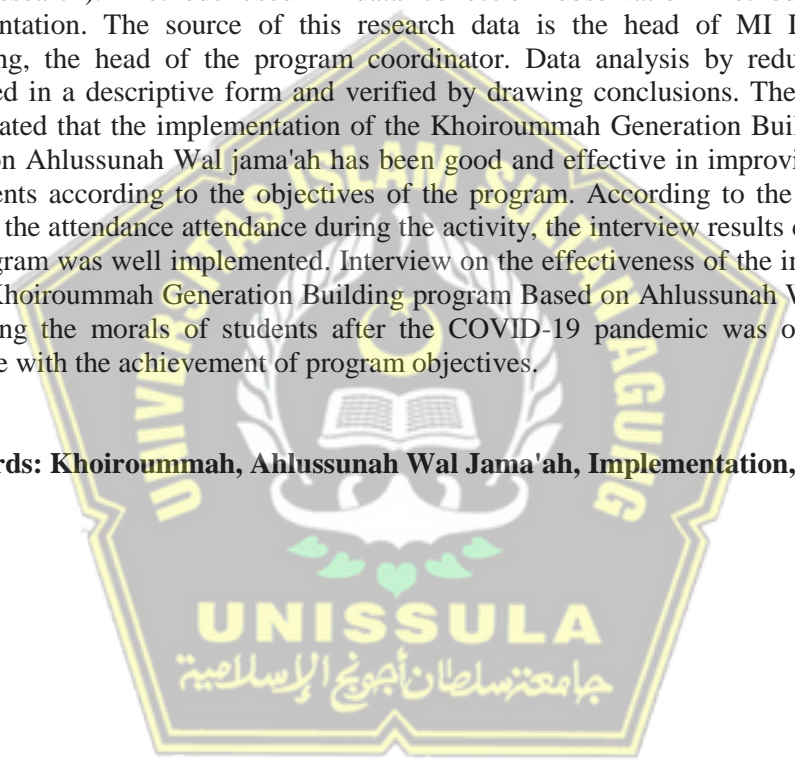 entation. The source of this research data is the head of MI I
ng, the head of the program coordinator. Data analysis by redu
ed in a descriptive form and verified by drawing conclusions. The
ated that the implementation of the Khoiroummah Generation Buil
on Ahlussunah Wal jama'ah has been good and effective in improvi
ents according to the objectives of the program. According to the
the attendance attendance during the activity, the interview results o
gram was well implemented. Interview on the effectiveness of the in
Khoiroummah Generation Building program Based on Ahlussunah W
ng the morals of students after the COVID-19 pandemic was o
e with the achievement of program objectives.
rds: Khoiroummah, Ahlussunah Wal Jama'ah, Implementation,
UNIVERSITAS ISLAM SULTAN AGUNG
UNISSULA
جامعتنسلطان أجونج الإسلامية